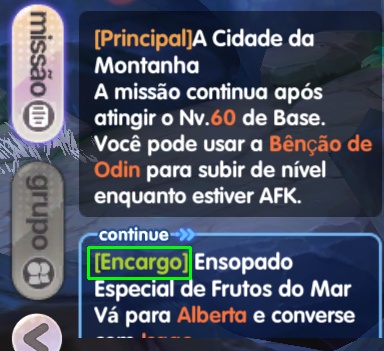 missão
grupo
[Principal]A Cidade da
Montanha
A missão continua após
atingir o Nv.60 de Base.
Você pode usar a Bênção de
Odin para subir de nível
enquanto estiver AFK.
continue
[Encargo] Ensopado
Especial de Frutos do Mar
Vá para Alberta e converse